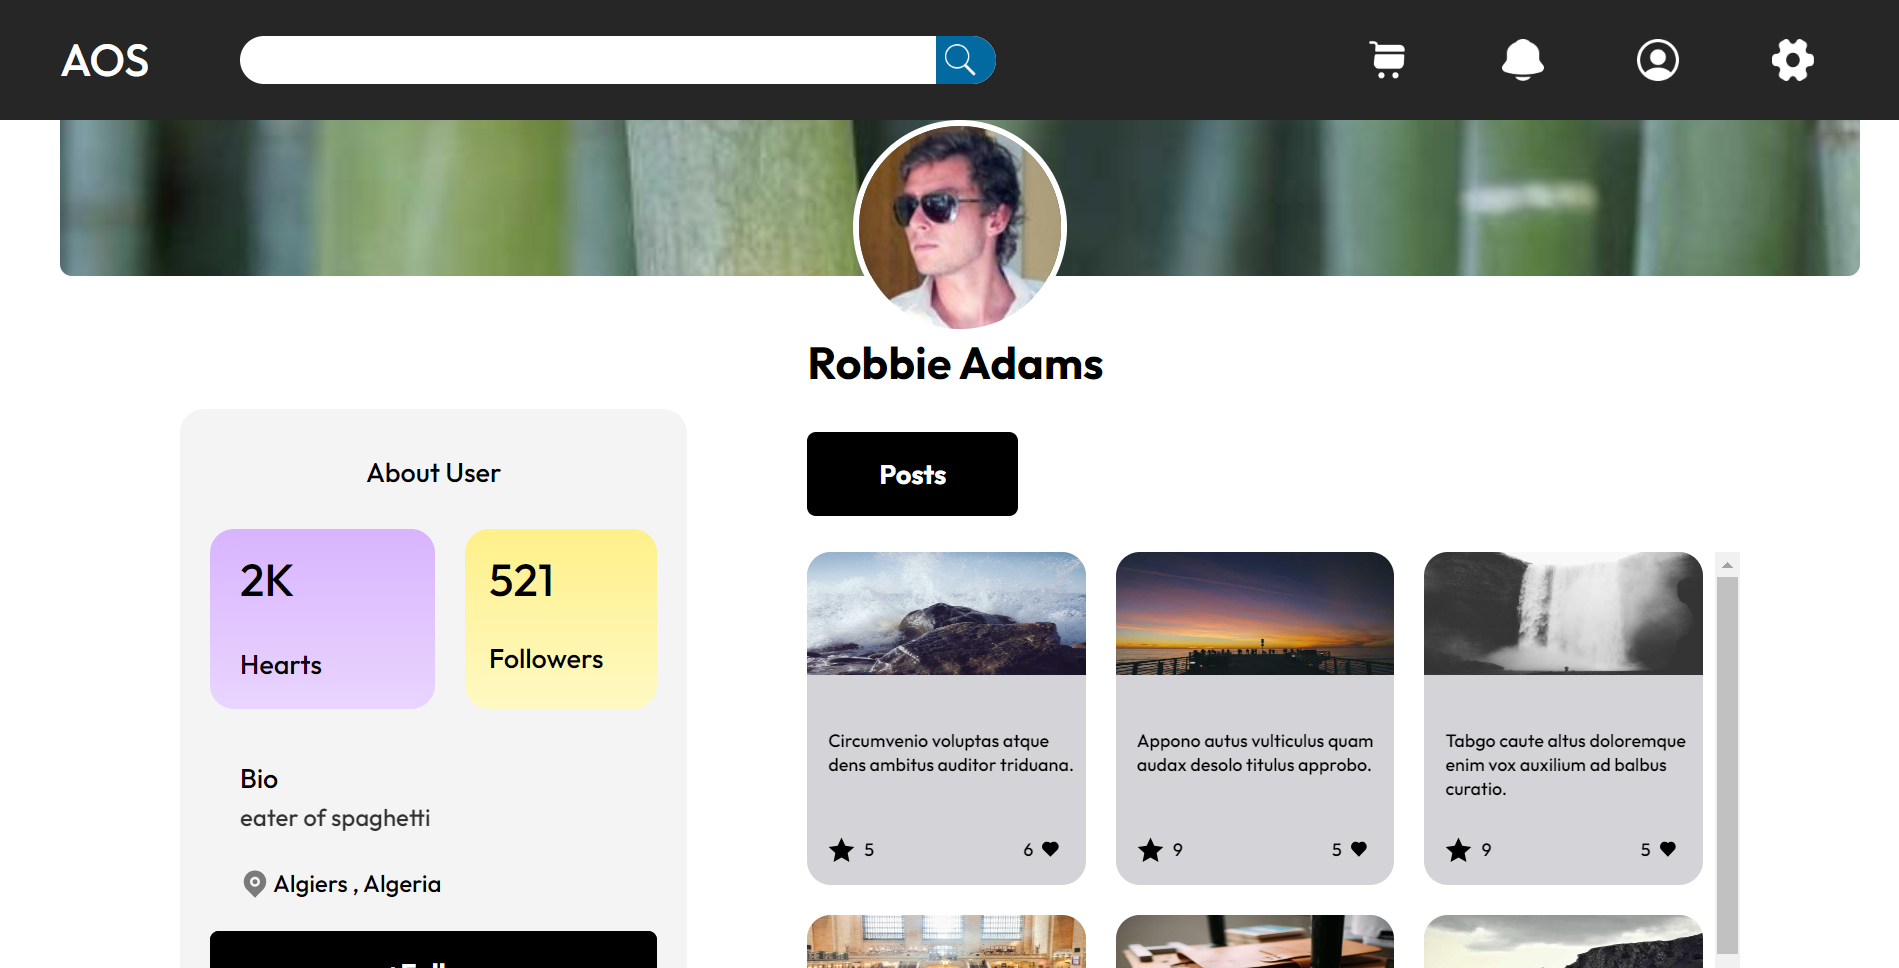 AOS
Robbie Adams
About User
2K
Hearts
521
Followers
Bio
eater of spaghetti
Algiers , Algeria
Posts
Circumvenio voluptas atque
dens ambitus auditor triduana.
5
6
Appono autus vulticulus quam
audax desolo titulus approbo.
9
5
Tabgo caute altus doloremque
enim vox auxilium ad balbus
curatio.
9
5